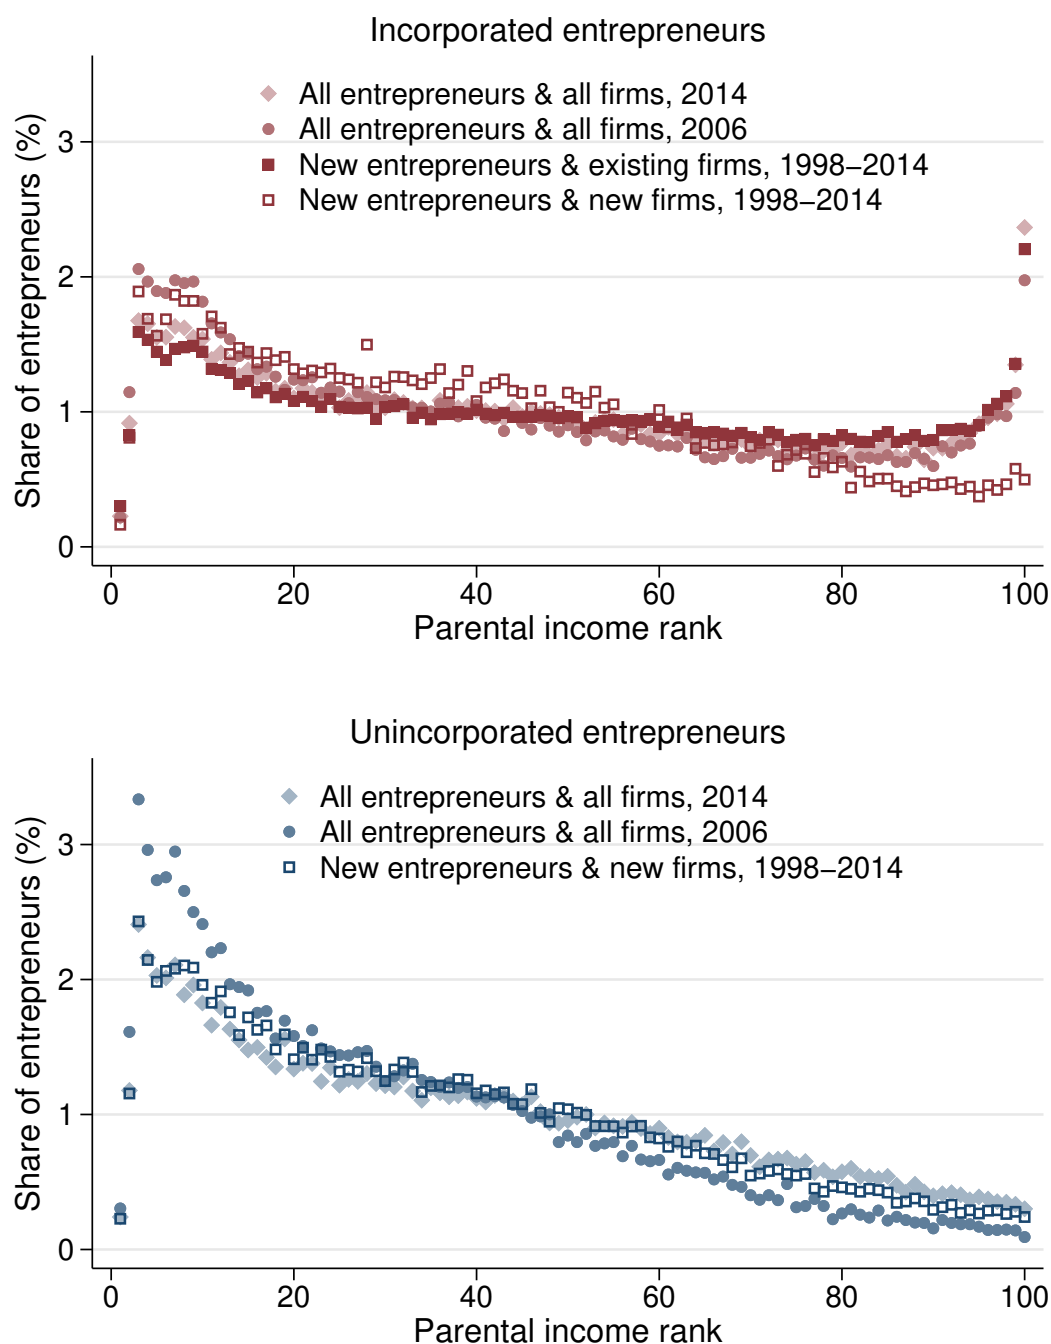 Incorporated entrepreneurs
All entrepreneurs & all firms, 2014
All entrepreneurs & all firms, 2006
New entrepreneurs & existing firms, 1998−2014
New entrepreneurs & new firms, 1998−2014
Share of entrepreneurs (%)
3
2
1
0
0 20 40 60 80 100
Parental income rank
Unincorporated entrepreneurs
All entrepreneurs & all firms, 2014
All entrepreneurs & all firms, 2006
New entrepreneurs & new firms, 1998−2014
Share of entrepreneurs (%)
3
2
1
0
0 20 40 60 80 100
Parental income rank